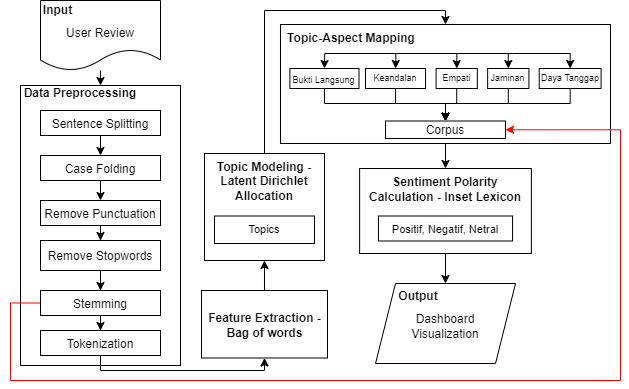 Input
User Review
Data Preprocessing
Sentence Splitting
Case Folding
Remove Punctuation
Remove Stopwords
Stemming
Tokenization
Feature Extraction -
Bag of words
Topic Modeling -
Latent Dirichlet
Allocation
Topics
Topic-Aspect Mapping
Bukti Langsung
Keandalan
Empati
Jaminan
Daya Tanggap
Corpus
Sentiment Polarity
Calculation - Inset Lexicon
Positif, Negatif, Netral
Output
Dashboard
Visualization